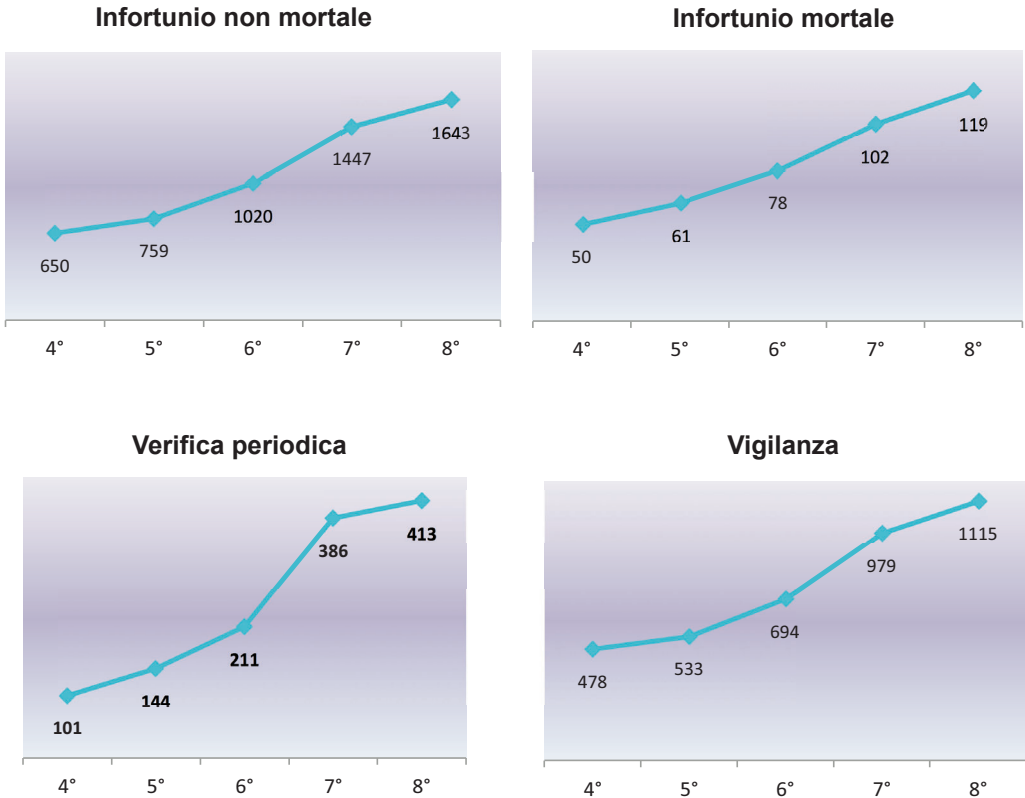 Infortunio non mortale
1643
1447
1020
759
650
4° 5° 6° 7° 8°
Infortunio mortale
119
102
78
61
50
4° 5° 6° 7° 8°
Verifica periodica
413
386
211
144
101
4° 5° 6° 7° 8°
Vigilanza
1115
979
694
533
478
4° 5° 6° 7° 8°